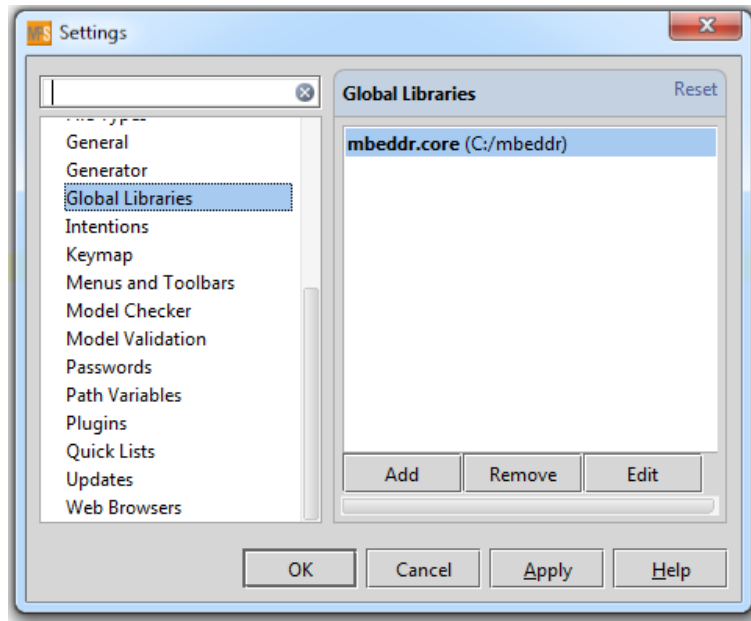 MPS Settings
Global Libraries
Reset
General
Generator
Global Libraries
Intentions
Keymap
Menus and Toolbars
Model Checker
Model Validation
Passwords
Path Variables
Plugins
Quick Lists
Updates
Web Browsers
mbeddr.core (C:/mbeddr)
Add
Remove
Edit
OK
Cancel
Apply
Help